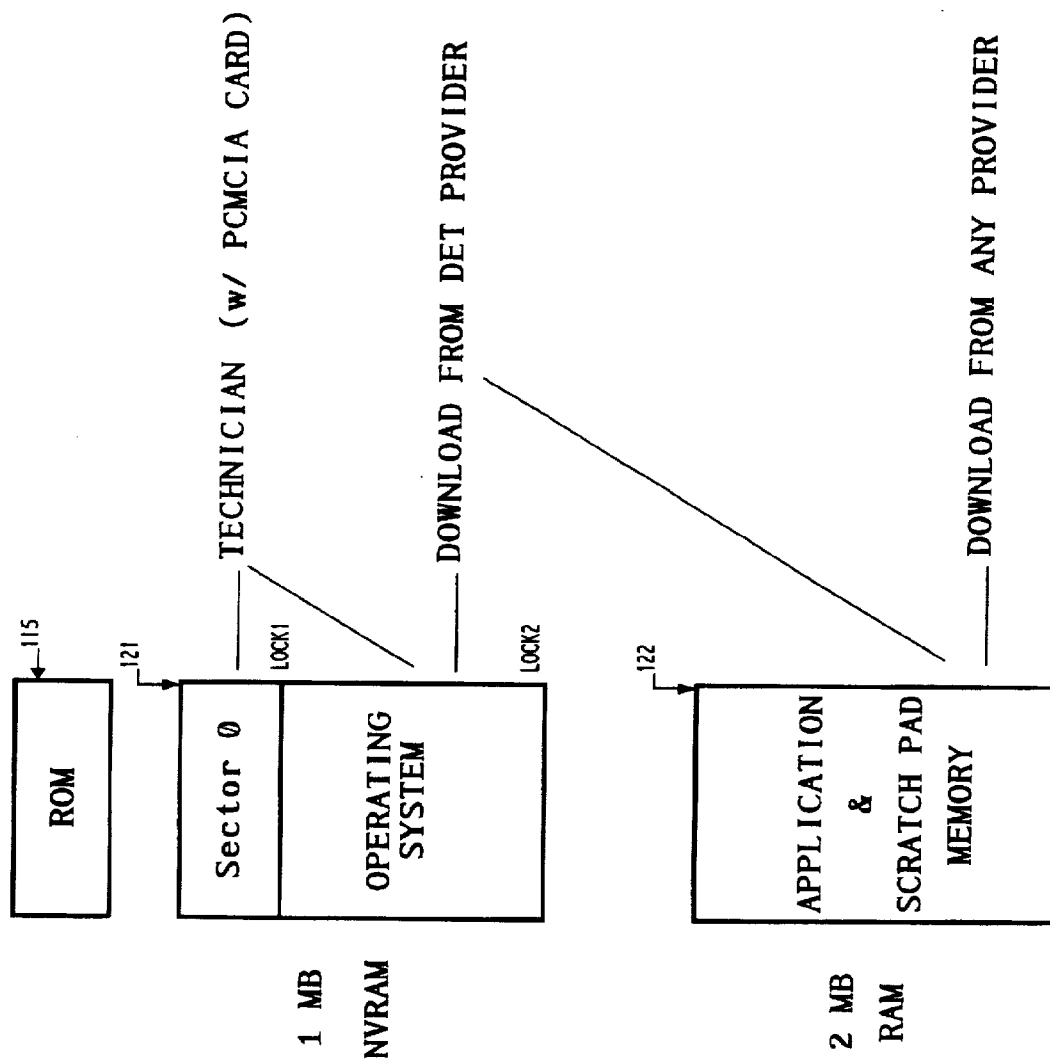 115
ROM
121
Sector 0
LOCK1
OPERATING
SYSTEM
LOCK2
1 MB
NVRAM
TECHNICIAN (w/ PCMCIA CARD)
DOWNLOAD FROM DET PROVIDER
122
APPLICATION
&
SCRATCH PAD
MEMORY
2 MB
RAM
DOWNLOAD FROM ANY PROVIDER